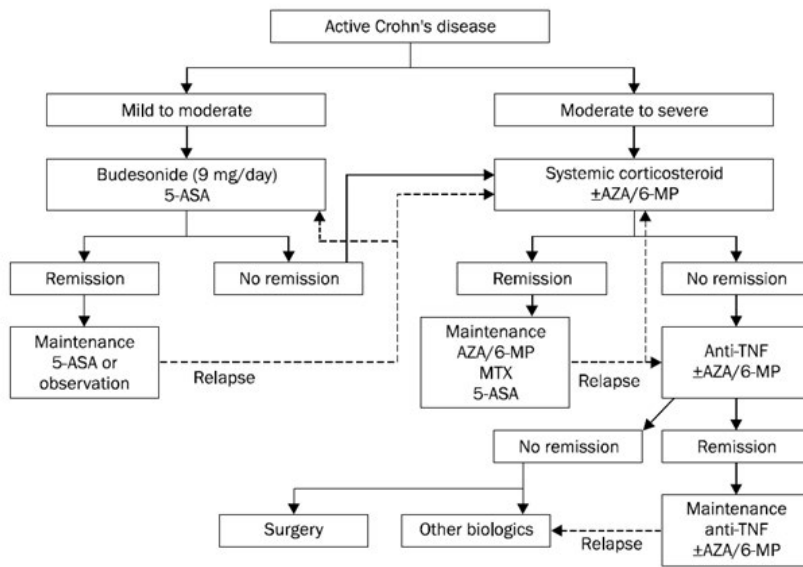 Active Crohn's disease
Mild to moderate
Moderate to severe
Budesonide (9 mg/day)
5-ASA
Systemic corticosteroid
±AZA/6-MP
Remission
No remission
Remission
No remission
Maintenance
5-ASA or
observation
Relapse
Maintenance
AZA/6-MP
MTX
5-ASA
Relapse
Anti-TNF
±AZA/6-MP
No remission
Remission
Surgery
Other biologics
Relapse
Maintenance
anti-TNF
±AZA/6-MP